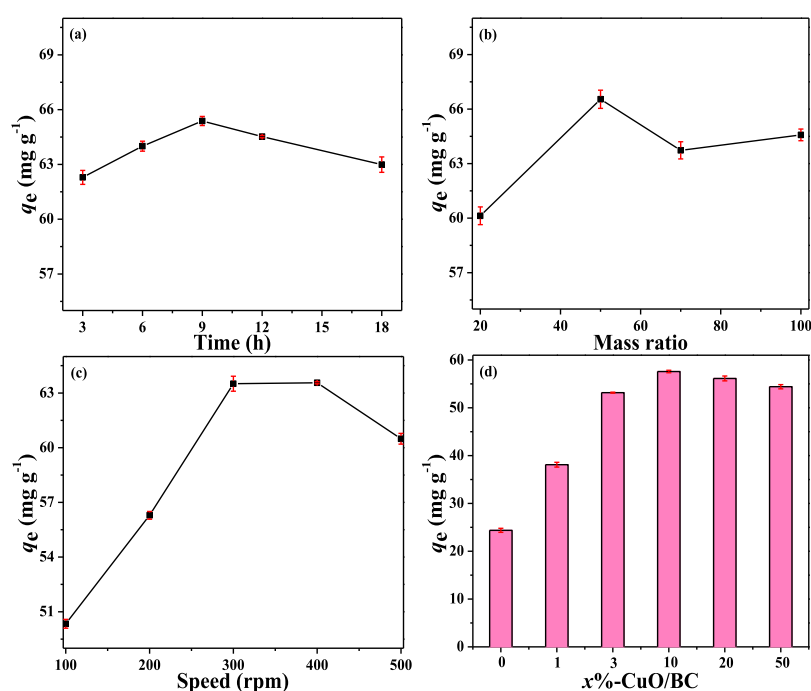 (a)
69
66
63
60
57
qe (mg g-1)
3 6 9 12 15 18
Time (h)
(b)
69
66
63
60
57
qe (mg g-1)
20 40 60 80 100
Mass ratio
(c)
63
60
57
54
51
qe (mg g-1)
100 200 300 400 500
Speed (rpm)
(d)
60
50
40
30
20
10
0
qe (mg g-1)
0 1 3 10 20 50
x%-CuO/BC